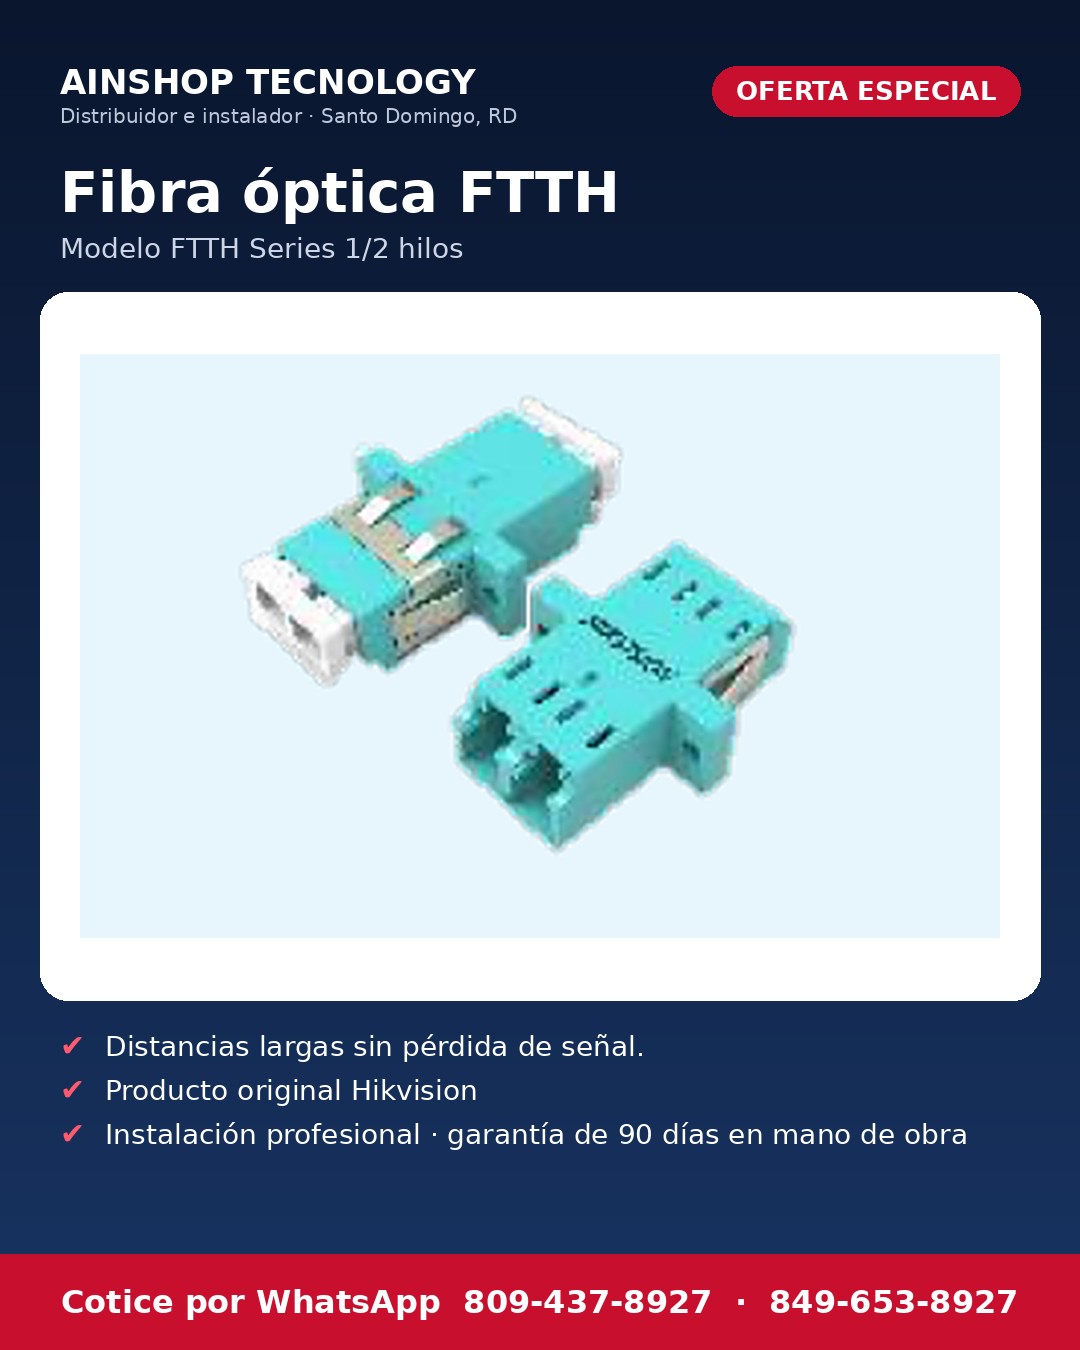 AINSHOP TECNOLOGY
OFERTA ESPECIAL
Distribuidor e instalador · Santo Domingo, RD
Fibra óptica FTTH
Modelo FTTH Series 1/2 hilos
✔ Distancias largas sin pérdida de señal.
✔ Producto original Hikvision
✔ Instalación profesional · garantía de 90 días en mano de obra
Cotice por WhatsApp 809-437-8927 · 849-653-8927